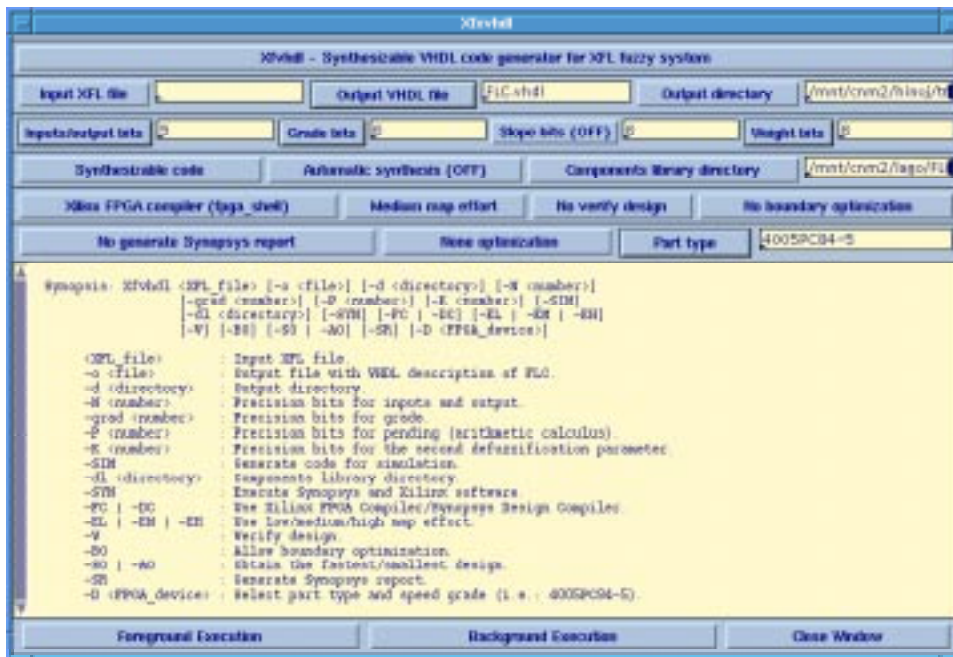 Xfvhdl
Xfvhdl - Synthesizable VHDL code generator for XFL fuzzy system
Input XFL file Output VHDL file FLC.vhdl Output directory /mnt/cnm2/hinoj/tr
Inputs/output bits Grade bits Slope bits (OFF) Weight bits
Synthesizable code Automatic synthesis (OFF) Components library directory /mnt/cnm2/lago/FL
Xilinx FPGA compiler (fpga_shell) Medium map effort No verify design No boundary optimization
No generate Synopsys report None optimization Part type 4005PC84-5
Synopsis: Xfvhdl <XFL_file> [-o <file>] [-d <directory>] [-N <number>]
[-grad <number>] [-P <number>] [-K <number>] [-SIM]
[-dl <directory>] [-SYN] [-FC | -DC] [-EL | -EM | -EH]
[-V] [-BO] [-SO | -AO] [-SR] [-D <FPGA_device>]
<XFL_file> : Input XFL file.
-o <file> : Output file with VHDL description of FLC.
-d <directory> : Output directory.
-N <number> : Precision bits for inputs and output.
-grad <number> : Precision bits for grade.
-P <number> : Precision bits for pending (aritmetic calculus).
-K <number> : Precision bits for the second defuzzification parameter.
-SIM : Generate code for simulation.
-dl <directory> : Components Library directory.
-SYN : Execute Synopsys and Xilinx software.
-FC | -DC : Use Xilinx FPGA Compiler/Synopsys Design Compiler.
-EL | -EM | -EH : Use Low/medium/high map effort.
-V : Verify design.
-BO : Allow boundary optimization.
-SO | -AO : Obtain the fastest/smallest design.
-SR : Generate Synopsys report.
-D <FPGA_device> : Select part type and speed grade (i.e.: 4005PC84-5).
Foreground Execution Background Execution Close Window